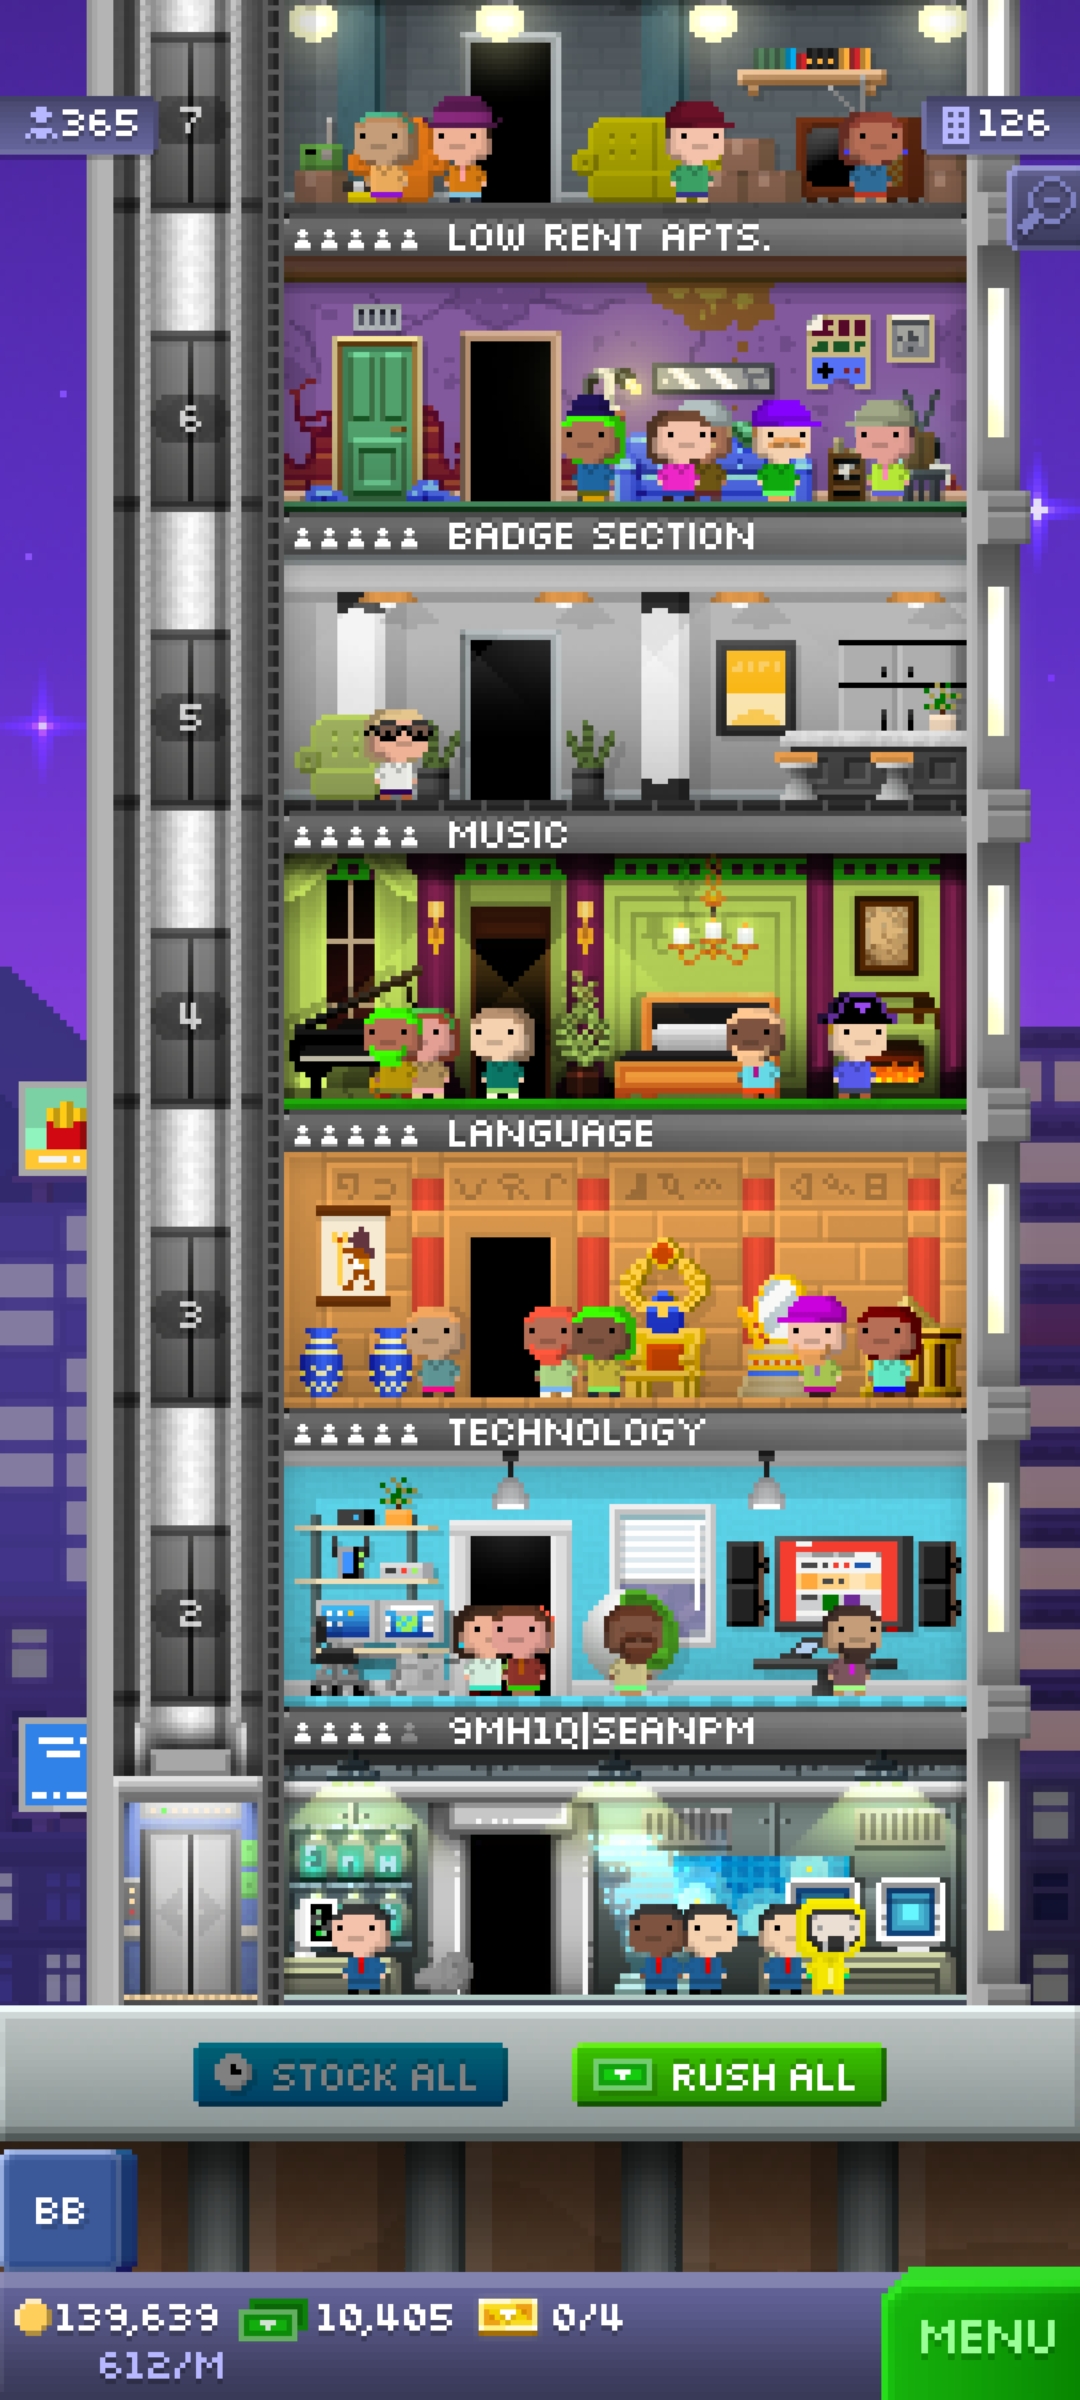 365
7
126
LOW RENT APTS.
6
BADGE SECTION
5
MUSIC
4
LANGUAGE
3
TECHNOLOGY
2
9MH1Q|SEANPM
STOCK ALL
RUSH ALL
BB
139,639
10,405
0/4
612/M
MENU